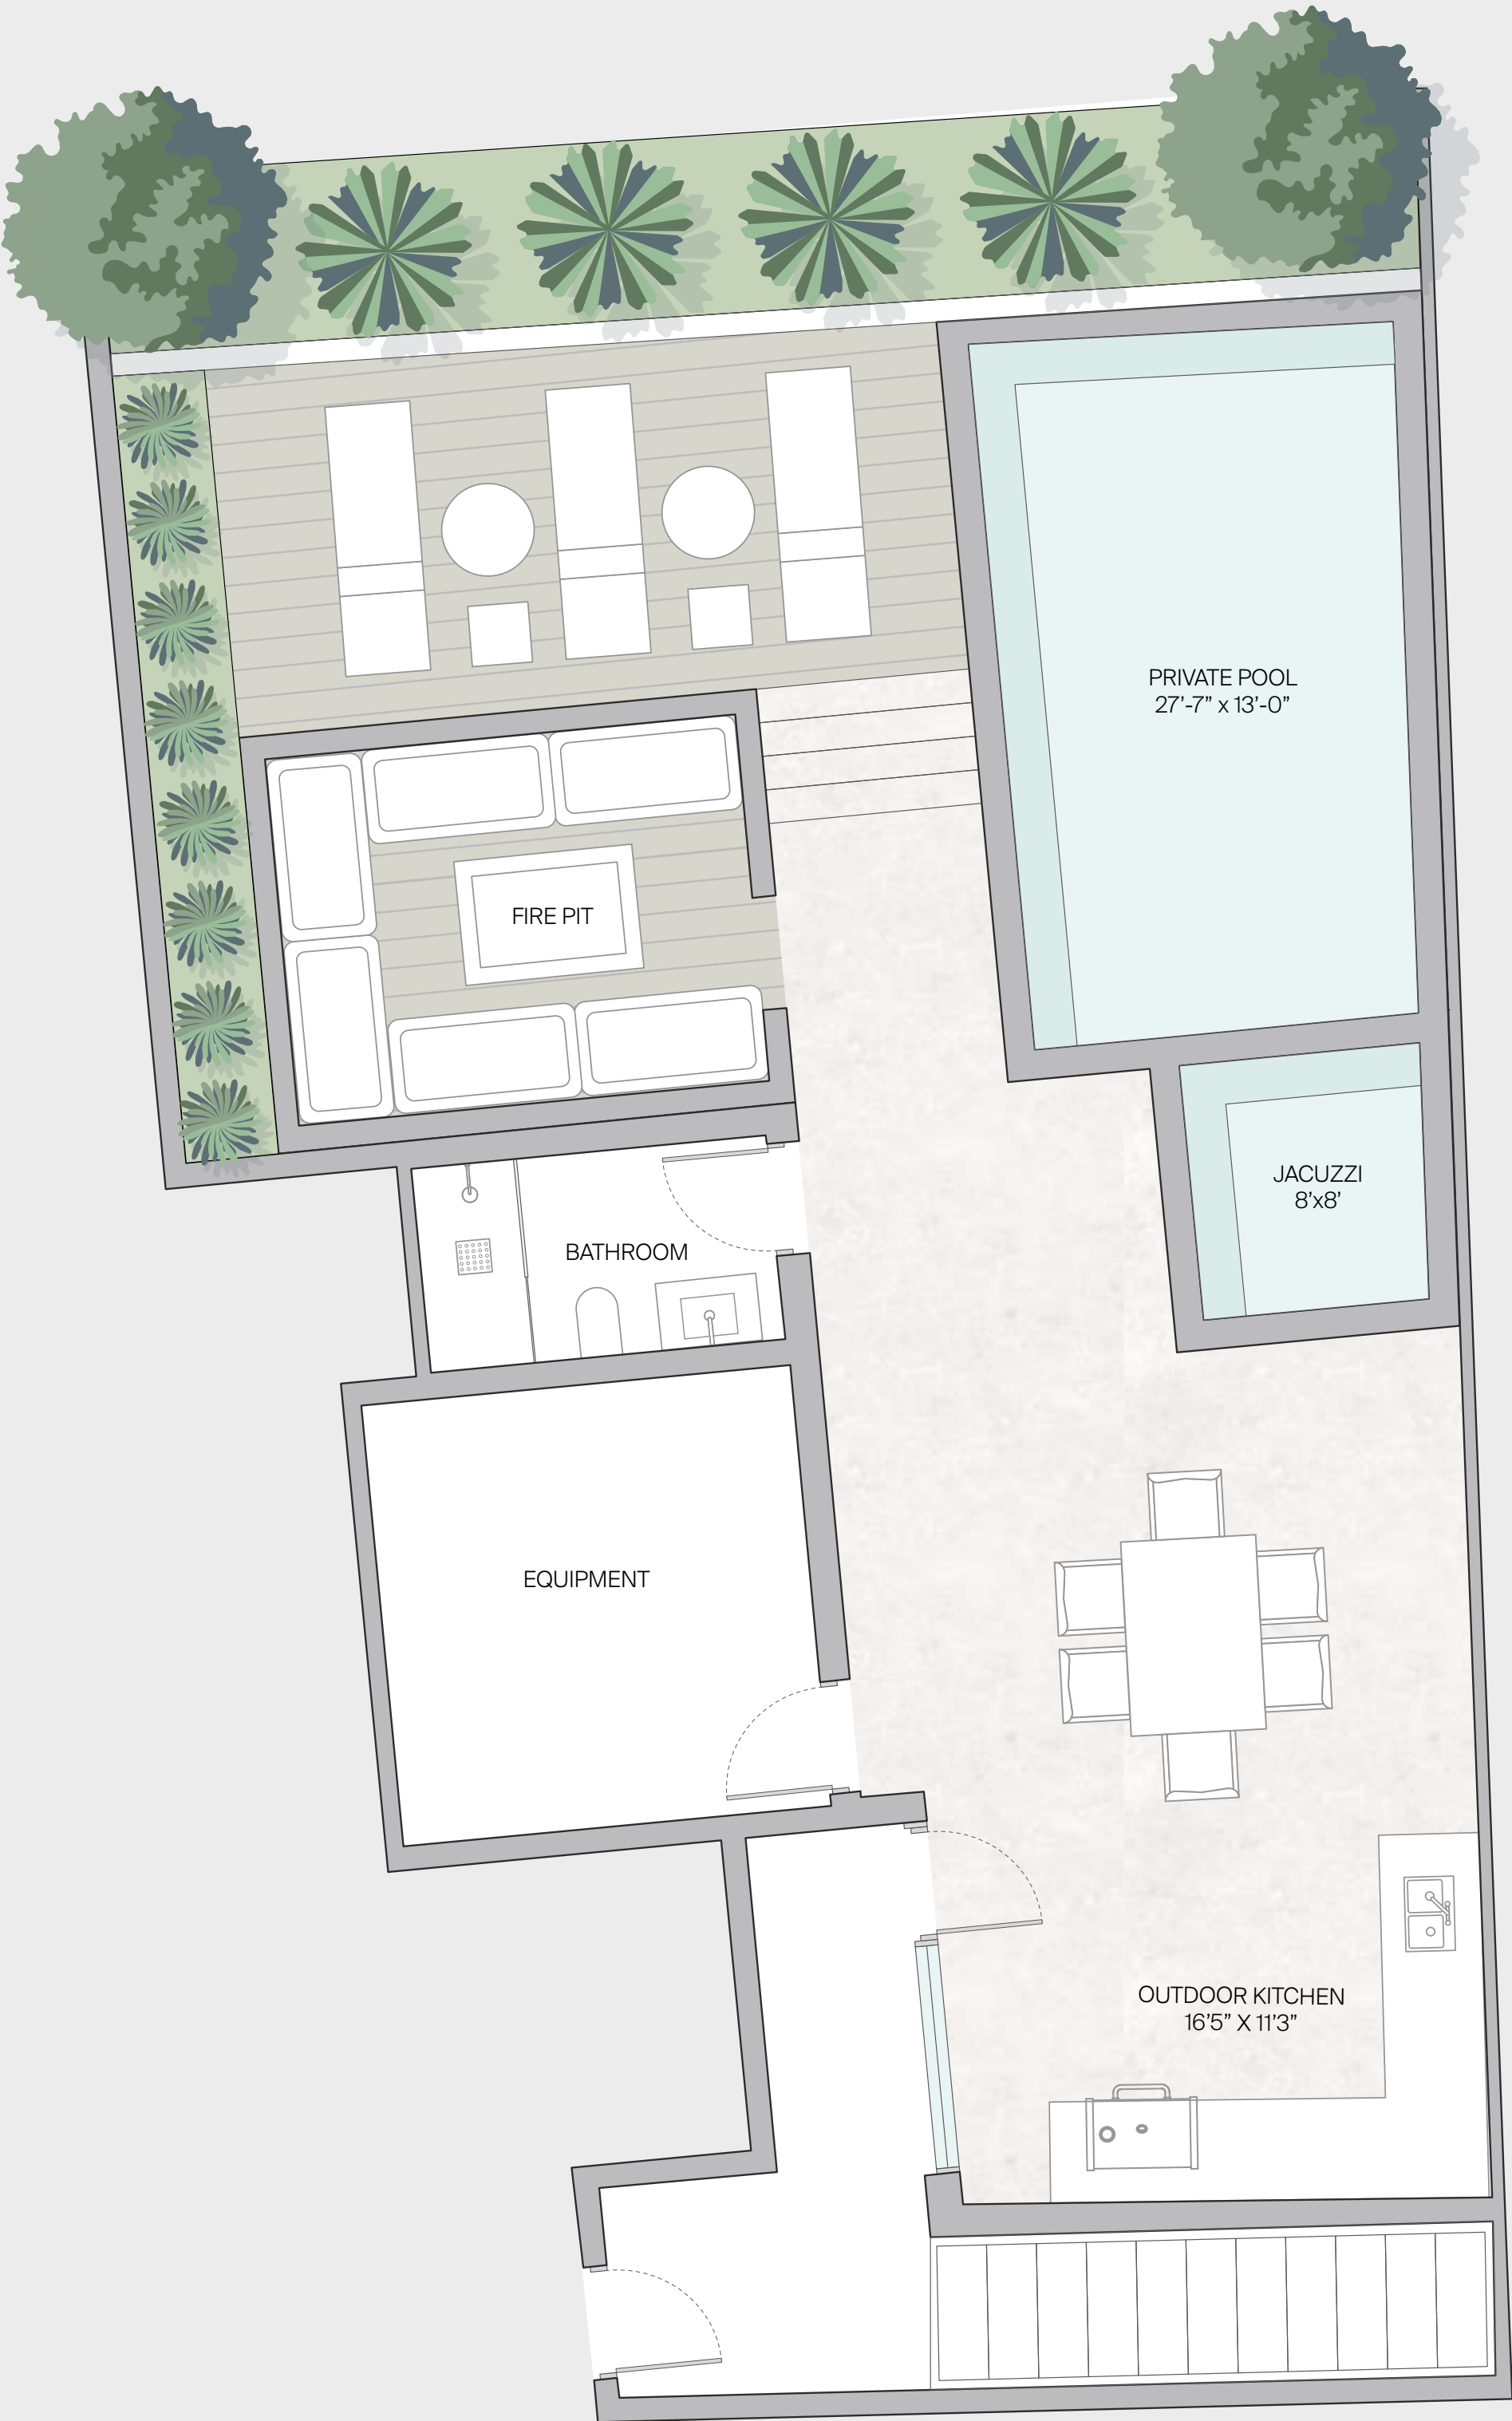 PRIVATE POOL
27’-7” x 13’-0”
FIRE PIT
JACUZZI
8’x8’
BATHROOM
EQUIPMENT
OUTDOOR KITCHEN
16’5” X 11’3”